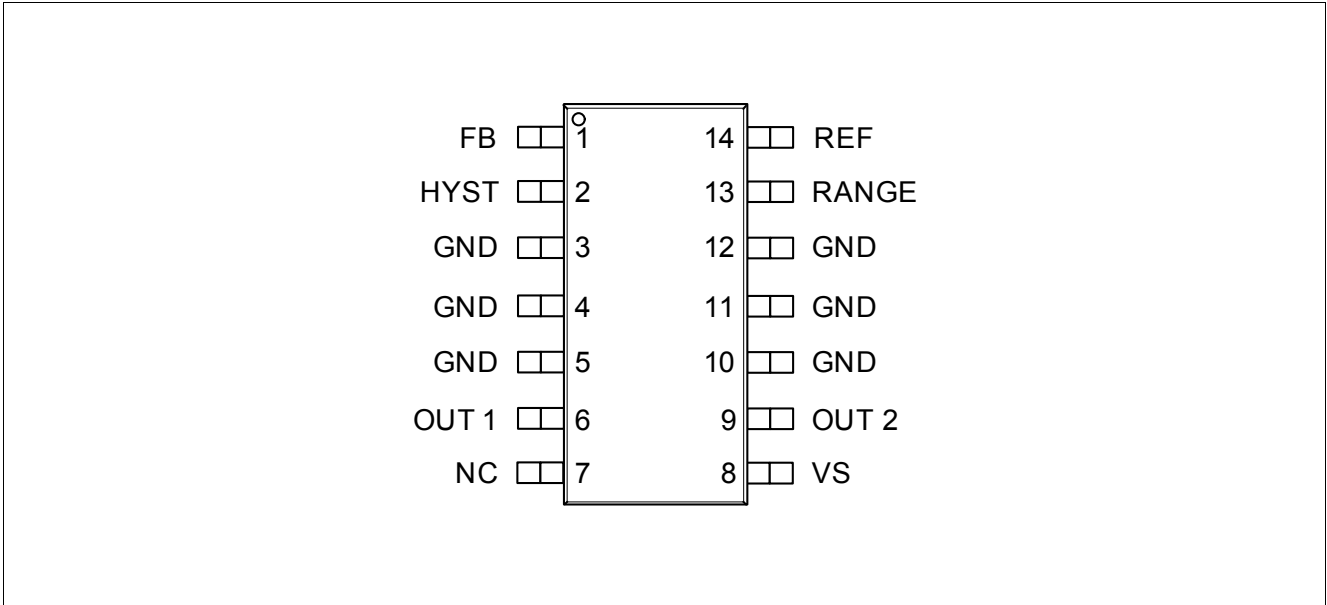 FB 1 14 REF
HYST 2 13 RANGE
GND 3 12 GND
GND 4 11 GND
GND 5 10 GND
OUT 1 6 9 OUT 2
NC 7 8 VS